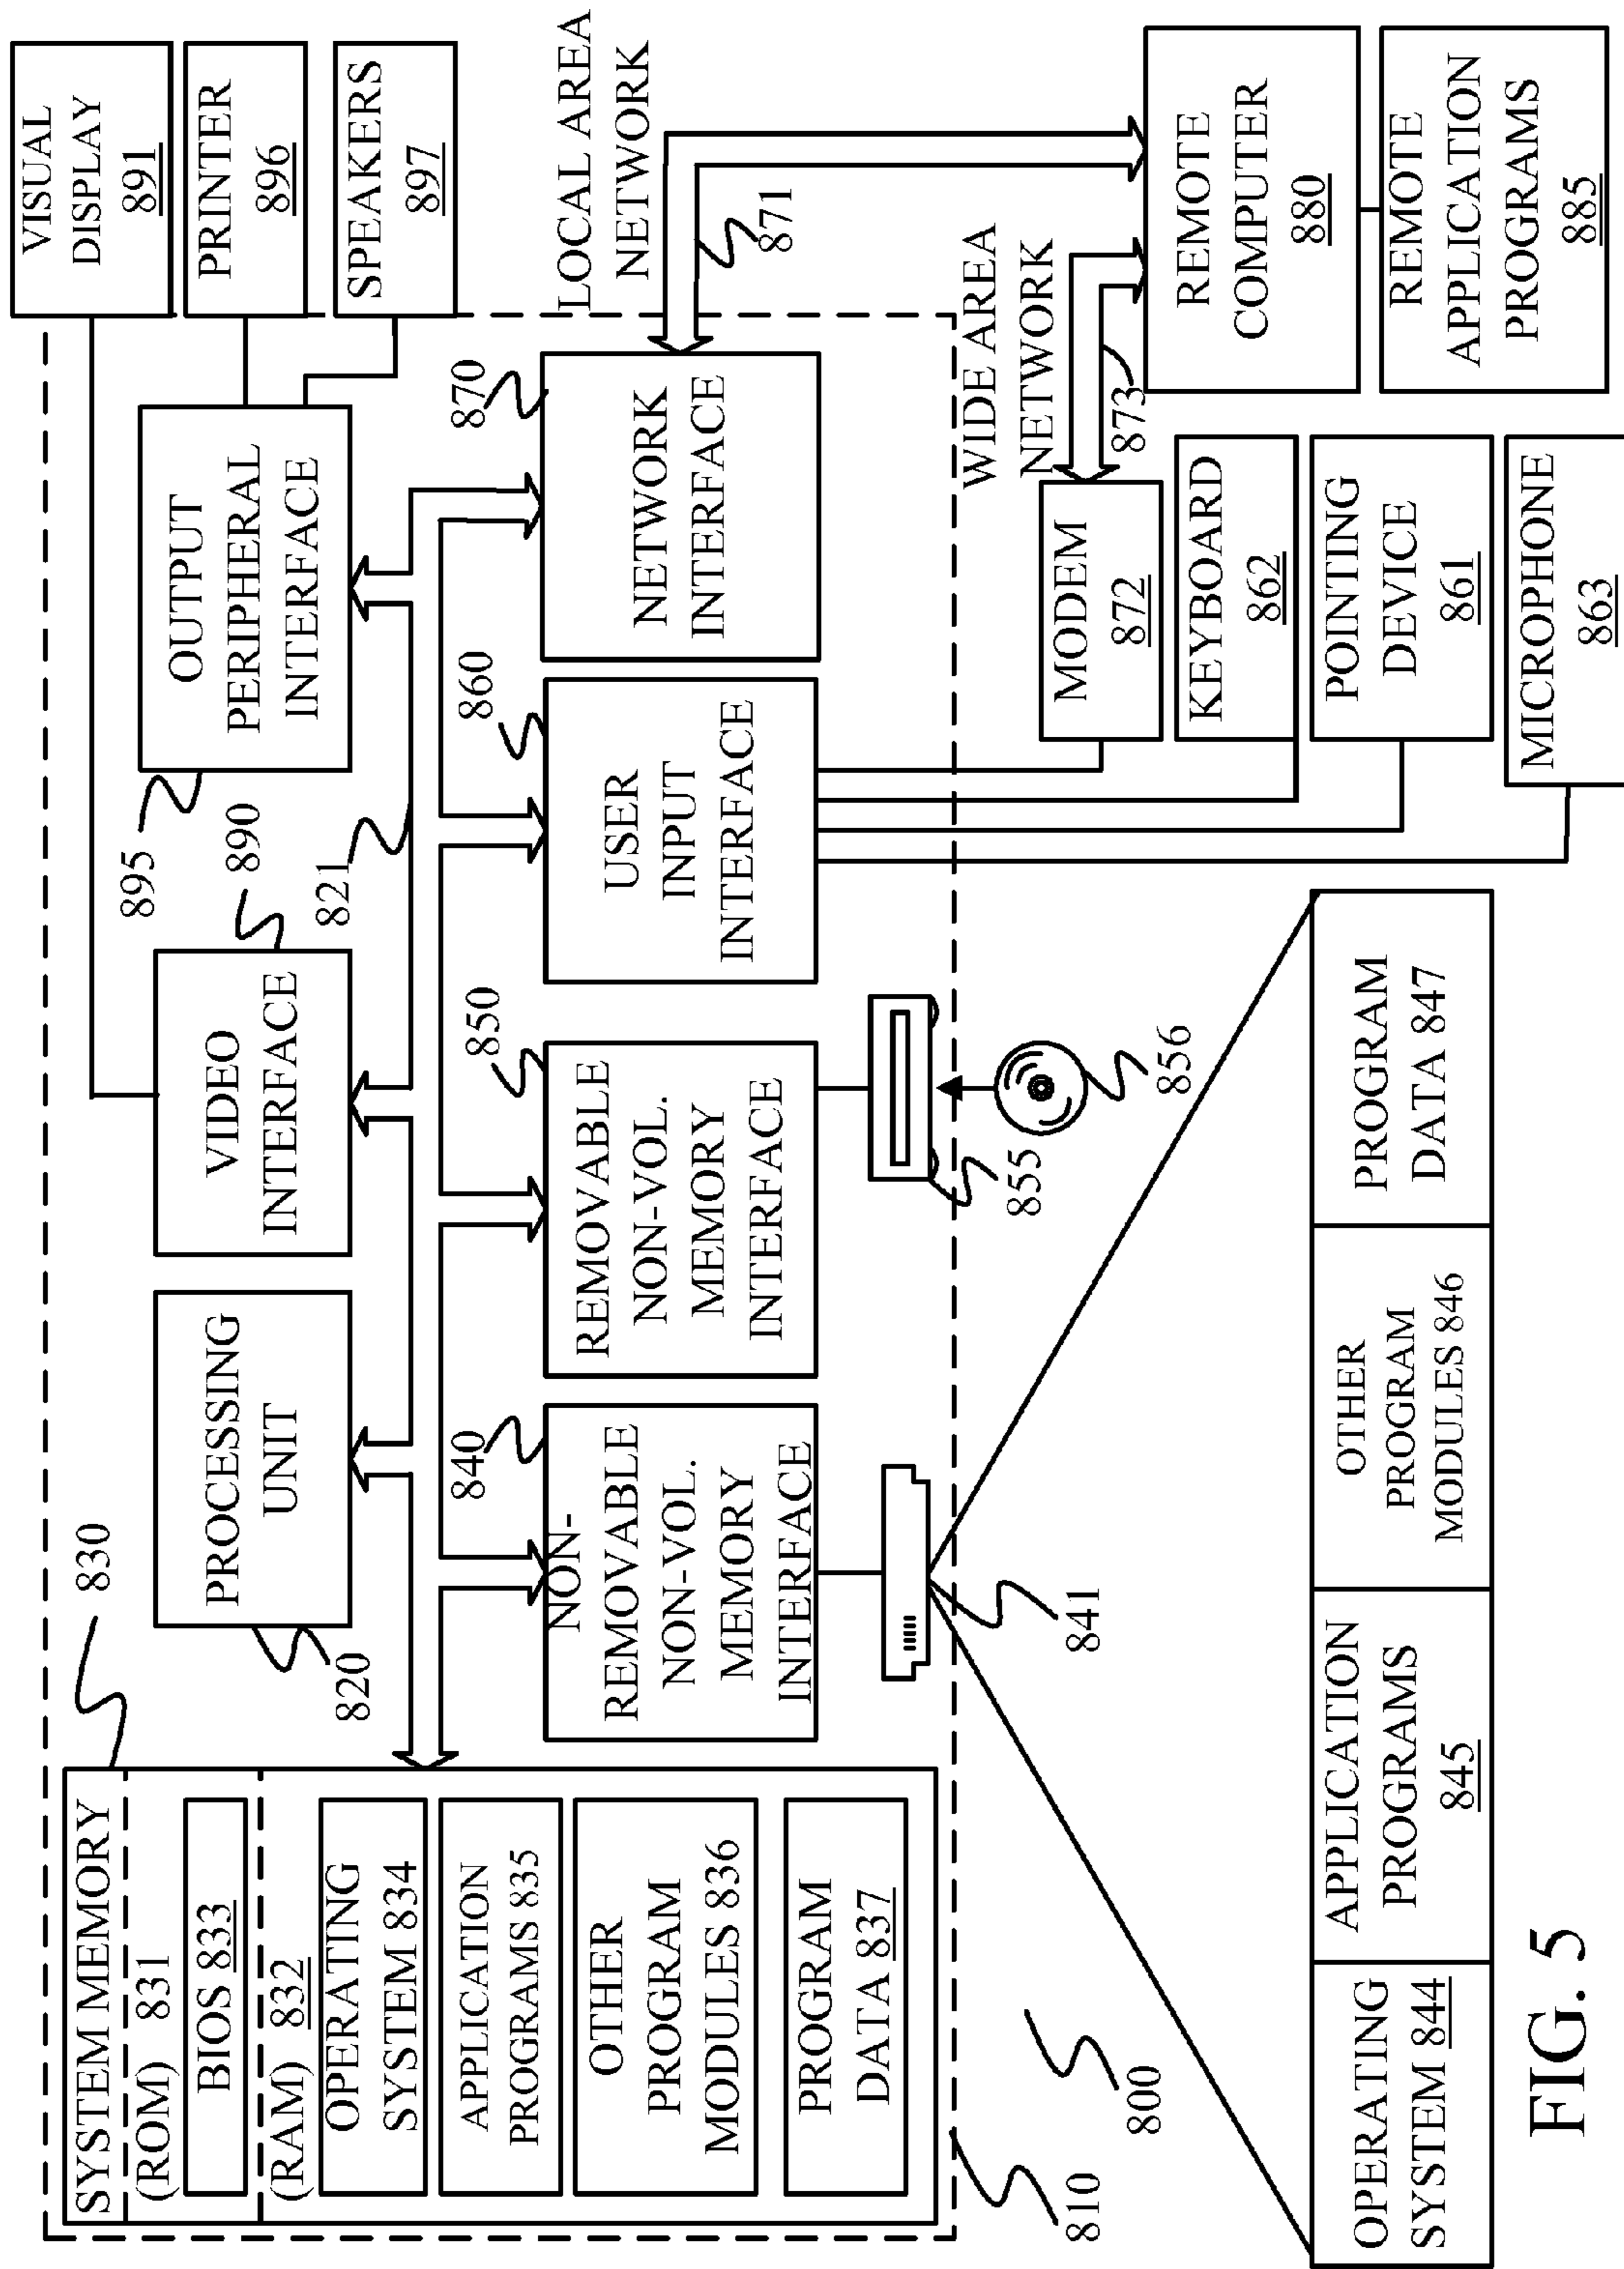 SYSTEM MEMORY
(ROM) 831
BIOS 833
(RAM) 832
OPERATING
SYSTEM 834
APPLICATION
PROGRAMS 835
OTHER
PROGRAM
MODULES 836
PROGRAM
DATA 837
830
810
800
PROCESSING
UNIT
820
VIDEO
INTERFACE
890
OUTPUT
PERIPHERAL
INTERFACE
895
821
VISUAL
DISPLAY
891
PRINTER
896
SPEAKERS
897
NON-
REMOVABLE
NON-VOL.
MEMORY
INTERFACE
840
841
REMOVABLE
NON-VOL.
MEMORY
INTERFACE
850
855
856
USER
INPUT
INTERFACE
860
NETWORK
INTERFACE
870
LOCAL AREA
NETWORK
871
WIDE AREA
NETWORK
873
MODEM
872
KEYBOARD
862
POINTING
DEVICE
861
MICROPHONE
863
REMOTE
COMPUTER
880
REMOTE
APPLICATION
PROGRAMS
885
OPERATING
SYSTEM 844
APPLICATION
PROGRAMS
845
OTHER
PROGRAM
MODULES 846
PROGRAM
DATA 847
FIG. 5